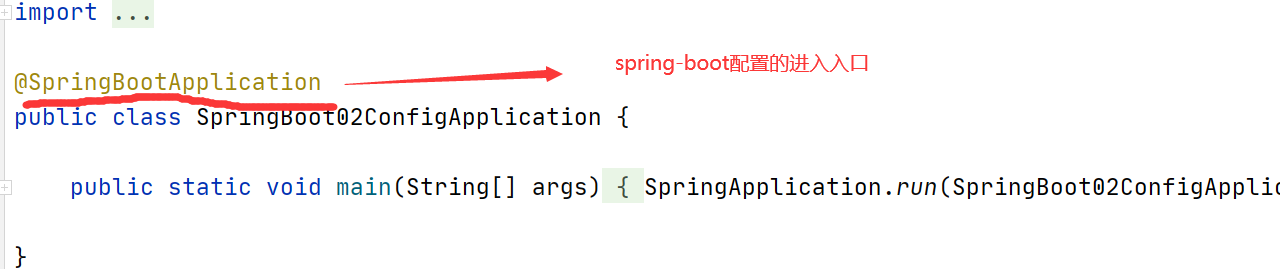 import ...
@SpringBootApplication
spring-boot配置的进入入口
public class SpringBoot02ConfigApplication {
public static void main(String[] args) { SpringApplication.run(SpringBoot02ConfigApplic
}